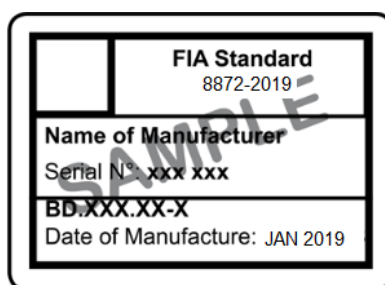 FIA Standard
8872-2019
SAMPLE
Name of Manufacturer
Serial N°: xxx xxx
BD.XXX.XX-X
Date of Manufacture: JAN 2019